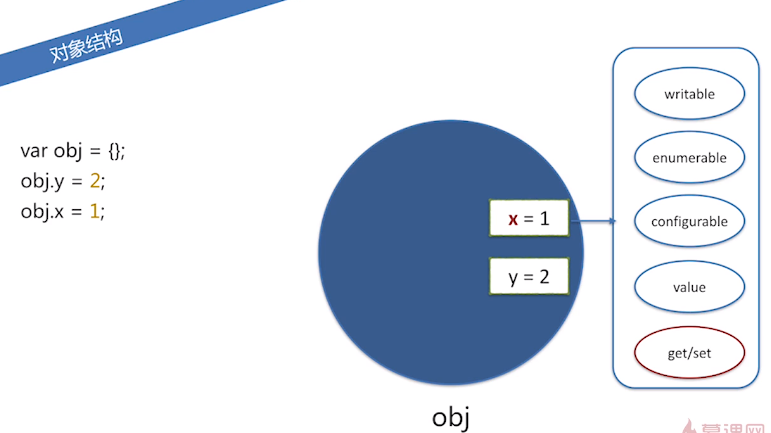 对象结构
var obj = {};
obj.y = 2;
obj.x = 1;
x = 1
y = 2
obj
writable
enumerable
configurable
value
get/set
慕课网